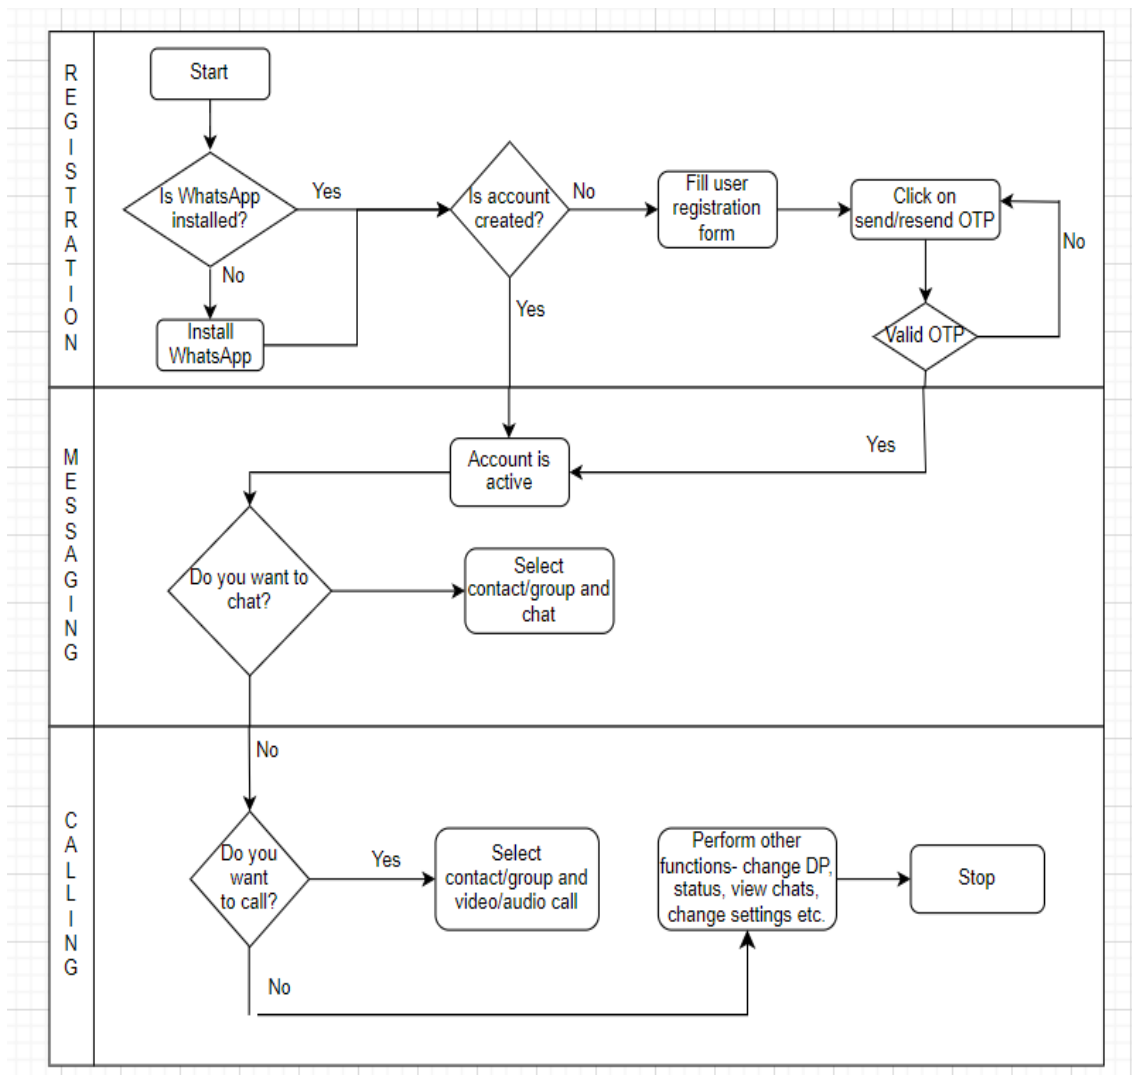 REGISTRATION
Start
Is WhatsApp
installed?
Yes
No
Install
WhatsApp
Is account
created?
No
Yes
Fill user
registration
form
Click on
send/resend OTP
No
Valid OTP
MESSAGING
Yes
Account is
active
Do you want to
chat?
Select
contact/group and
chat
CALLING
No
Do you
want
to call?
Yes
Select
contact/group and
video/audio call
Perform other
functions- change DP,
status, view chats,
change settings etc.
Stop
No